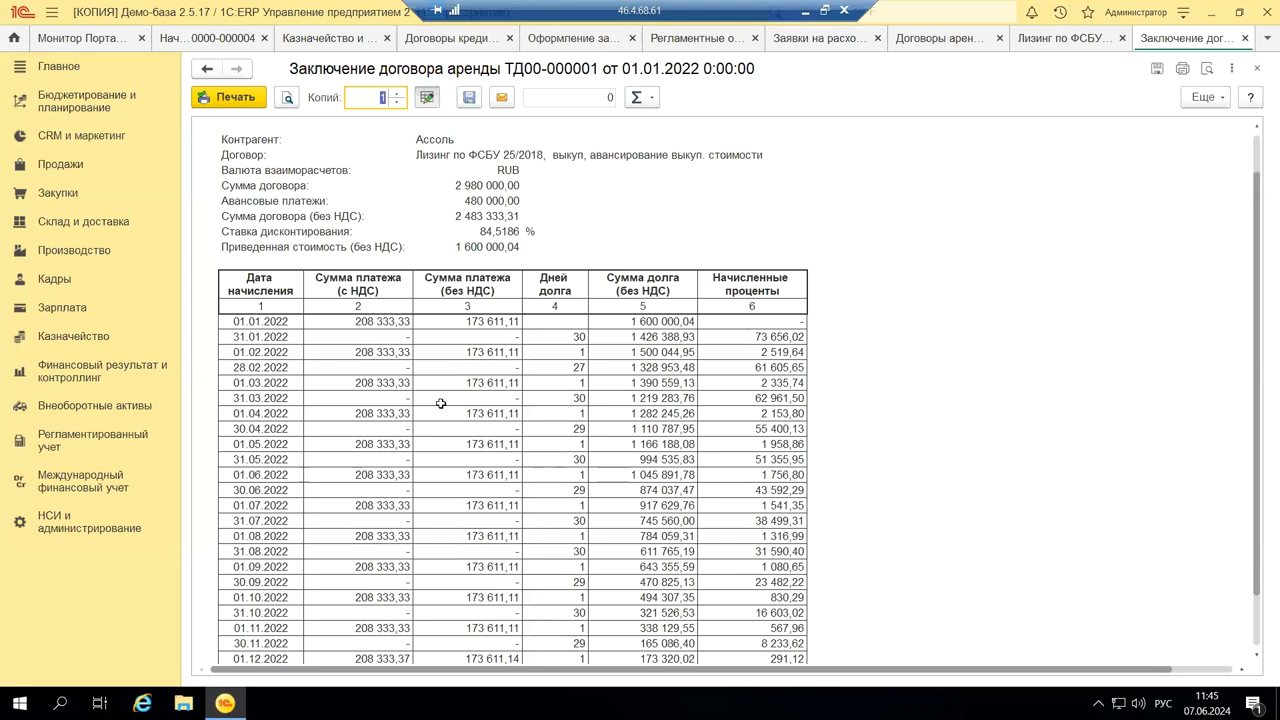 [КОПИЯ] Демо-база 2.5.17 / 1С:ERP Управление предприятием 2
46.4.68.61
Администратор
Монитор Порта...
Нач...0000-000004
Казначейство и ...
Договоры креди...
Оформление за...
Регламентные о...
Заявки на расхо...
Договоры арен...
Лизинг по ФСБУ...
Заключение дог...
Главное
Бюджетирование и
планирование
CRM и маркетинг
Продажи
Закупки
Склад и доставка
Производство
Кадры
Зарплата
Казначейство
Финансовый результат и
контроллинг
Внеоборотные активы
Регламентированный
учет
Международный
финансовый учет
НСИ и
администрирование
Заключение договора аренды ТД00-000001 от 01.01.2022 0:00:00
Печать Копий: 1 0 Σ Еще ?
Контрагент: Ассоль
Договор: Лизинг по ФСБУ 25/2018, выкуп, авансирование выкуп. стоимости
Валюта взаиморасчетов: RUB
Сумма договора: 2 980 000,00
Авансовые платежи: 480 000,00
Сумма договора (без НДС): 2 483 333,31
Ставка дисконтирования: 84,5186 %
Приведенная стоимость (без НДС): 1 600 000,04
Дата начисления Сумма платежа (с НДС) Сумма платежа (без НДС) Дней долга Сумма долга (без НДС) Начисленные проценты
1 2 3 4 5 6
01.01.2022 208 333,33 173 611,11 1 600 000,04 -
31.01.2022 - - 30 1 426 388,93 73 656,02
01.02.2022 208 333,33 173 611,11 1 1 500 044,95 2 519,64
28.02.2022 - - 27 1 328 953,48 61 605,65
01.03.2022 208 333,33 173 611,11 1 1 390 559,13 2 335,74
31.03.2022 - - 30 1 219 283,76 62 961,50
01.04.2022 208 333,33 173 611,11 1 1 282 245,26 2 153,80
30.04.2022 - - 29 1 110 787,95 55 400,13
01.05.2022 208 333,33 173 611,11 1 1 166 188,08 1 958,86
31.05.2022 - - 30 994 535,83 51 355,95
01.06.2022 208 333,33 173 611,11 1 1 045 891,78 1 756,80
30.06.2022 - - 29 874 037,47 43 592,29
01.07.2022 208 333,33 173 611,11 1 917 629,76 1 541,35
31.07.2022 - - 30 745 560,00 38 499,31
01.08.2022 208 333,33 173 611,11 1 784 059,31 1 316,99
31.08.2022 - - 30 611 765,19 31 590,40
01.09.2022 208 333,33 173 611,11 1 643 355,59 1 080,65
30.09.2022 - - 29 470 825,13 23 482,22
01.10.2022 208 333,33 173 611,11 1 494 307,35 830,29
31.10.2022 - - 30 321 526,53 16 603,02
01.11.2022 208 333,33 173 611,11 1 338 129,55 567,96
30.11.2022 - - 29 165 086,40 8 233,62
01.12.2022 208 333,37 173 611,14 1 173 320,02 291,12
РУС
11:45
07.06.2024